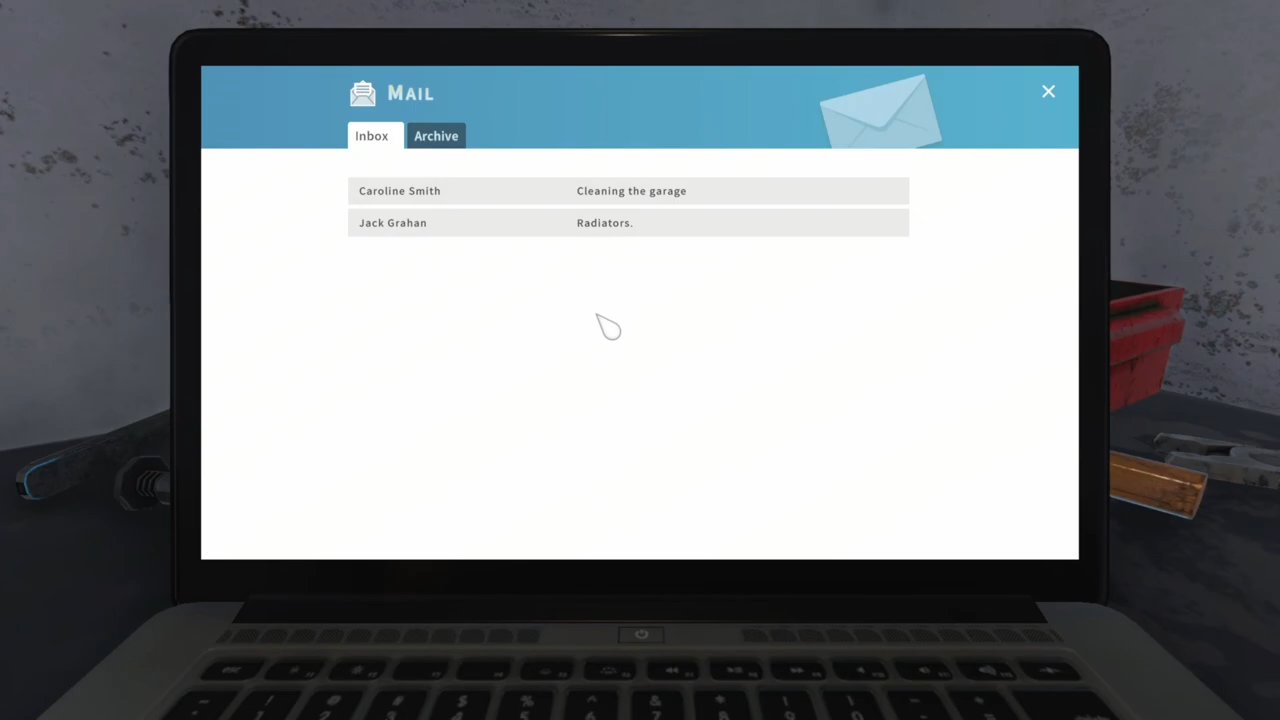 Mail
Inbox Archive
Caroline Smith Cleaning the garage
Jack Grahan Radiators.